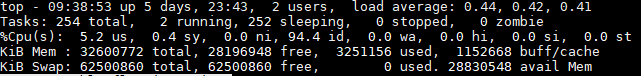 top - 09:38:53 up 5 days, 23:43,  2 users,  load average: 0.44, 0.42, 0.41
Tasks: 254 total,   2 running, 252 sleeping,   0 stopped,   0 zombie
%Cpu(s):  5.2 us,  0.4 sy,  0.0 ni, 94.4 id,  0.0 wa,  0.0 hi,  0.0 si,  0.0 st
KiB Mem : 32600772 total, 28196948 free,  3251156 used,  1152668 buff/cache
KiB Swap: 62500860 total, 62500860 free,        0 used. 28830548 avail Mem